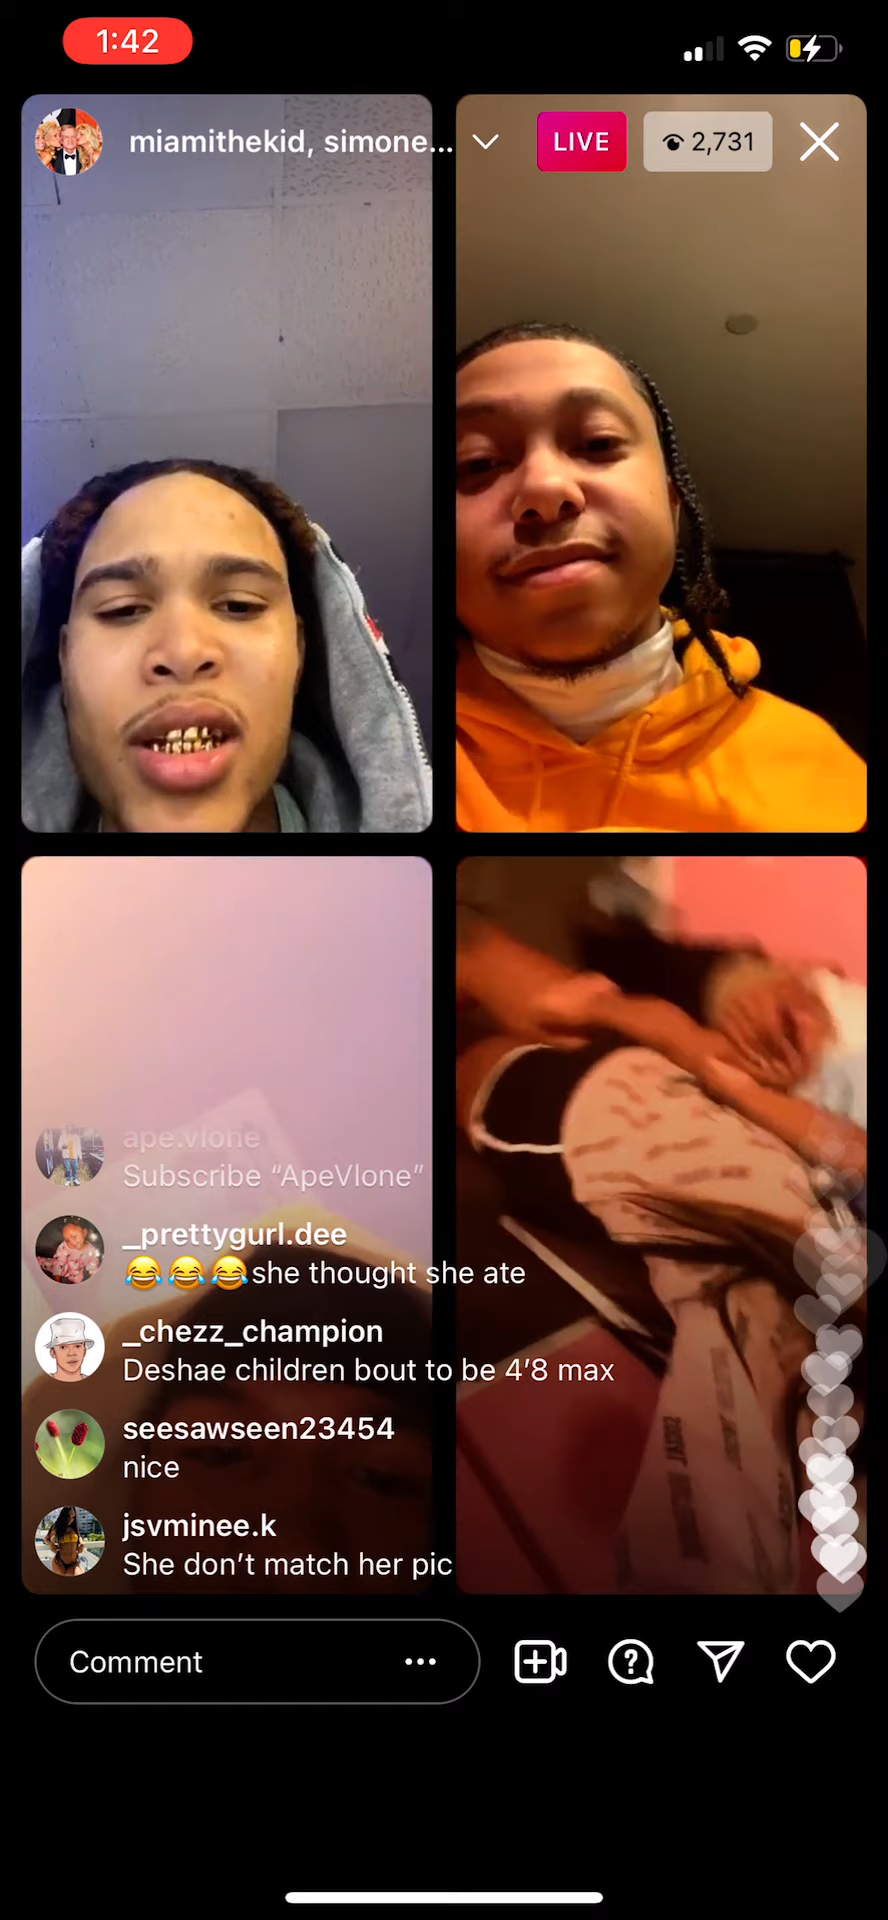 1:42
miamithekid, simone...
LIVE
2,731
ape.vlone
Subscribe “ApeVlone”
_prettygurl.dee
😂😂😂she thought she ate
_chezz_champion
Deshae children bout to be 4’8 max
seesawseen23454
nice
jsvminee.k
She don’t match her pic
Comment